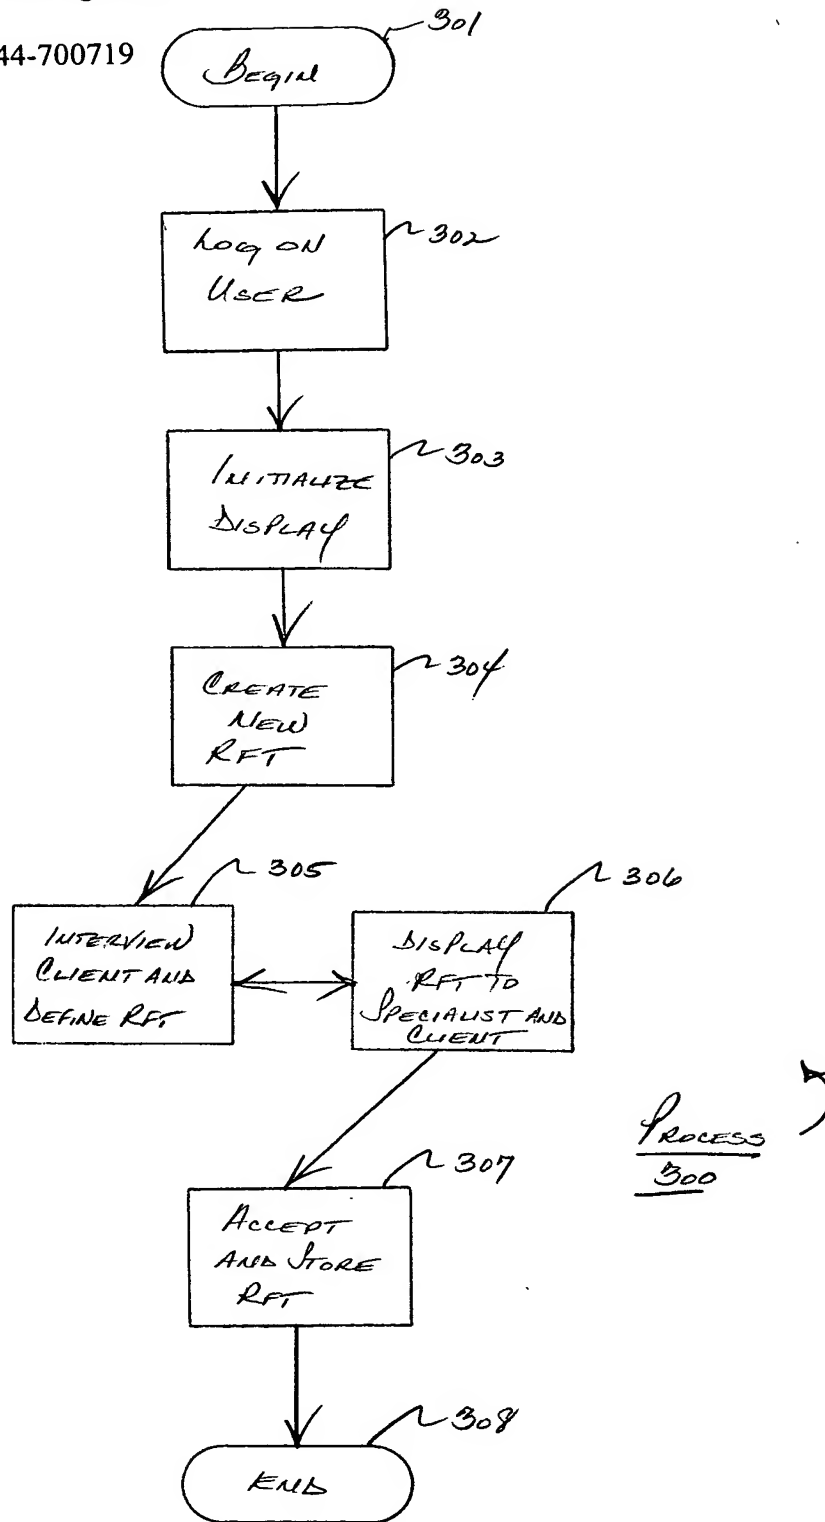 301
44-700719
BEGIN
302
LOG ON
USER
303
INITIALIZE
DISPLAY
304
CREATE
NEW
RFT
305
306
INTERVIEW
CLIENT AND
DEFINE RFT
DISPLAY
RFT TO
SPECIALIST AND
CLIENT
PROCESS
300
307
ACCEPT
AND STORE
RFT
308
END